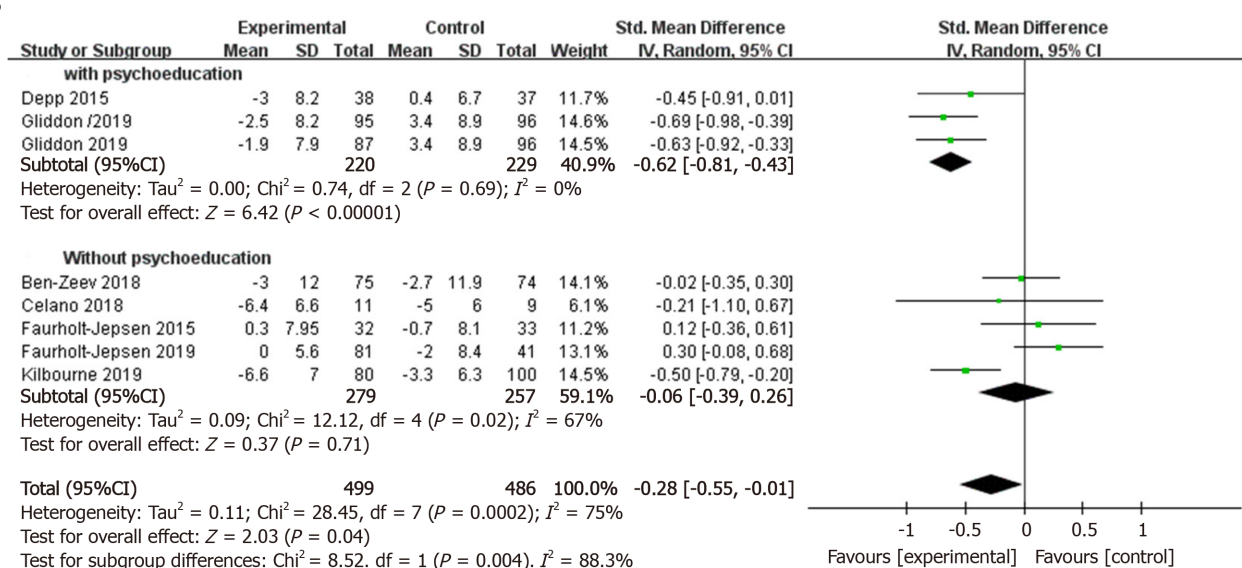 Experimental Control Std. Mean Difference Std. Mean Difference
Study or Subgroup Mean SD Total Mean SD Total Weight IV, Random, 95% CI IV, Random, 95% CI
with psychoeducation
Depp 2015 -3 8.2 38 0.4 6.7 37 11.7% -0.45 [-0.91, 0.01]
Gliddon /2019 -2.5 8.2 95 3.4 8.9 96 14.6% -0.69 [-0.98, -0.39]
Gliddon 2019 -1.9 7.9 87 3.4 8.9 96 14.5% -0.63 [-0.92, -0.33]
Subtotal (95%CI) 220 229 40.9% -0.62 [-0.81, -0.43]
Heterogeneity: Tau² = 0.00; Chi² = 0.74, df = 2 (P = 0.69); I² = 0%
Test for overall effect: Z = 6.42 (P < 0.00001)
Without psychoeducation
Ben-Zeev 2018 -3 12 75 -2.7 11.9 74 14.1% -0.02 [-0.35, 0.30]
Celano 2018 -6.4 6.6 11 -5 6 9 6.1% -0.21 [-1.10, 0.67]
Faurholt-Jepsen 2015 0.3 7.95 32 -0.7 8.1 33 11.2% 0.12 [-0.36, 0.61]
Faurholt-Jepsen 2019 0 5.6 81 -2 8.4 41 13.1% 0.30 [-0.08, 0.68]
Kilbourne 2019 -6.6 7 80 -3.3 6.3 100 14.5% -0.50 [-0.79, -0.20]
Subtotal (95%CI) 279 257 59.1% -0.06 [-0.39, 0.26]
Heterogeneity: Tau² = 0.09; Chi² = 12.12, df = 4 (P = 0.02); I² = 67%
Test for overall effect: Z = 0.37 (P = 0.71)
Total (95%CI) 499 486 100.0% -0.28 [-0.55, -0.01]
Heterogeneity: Tau² = 0.11; Chi² = 28.45, df = 7 (P = 0.0002); I² = 75%
Test for overall effect: Z = 2.03 (P = 0.04)
Test for subgroup differences: Chi² = 8.52. df = 1 (P = 0.004). I² = 88.3%
-1 -0.5 0 0.5 1
Favours [experimental] Favours [control]